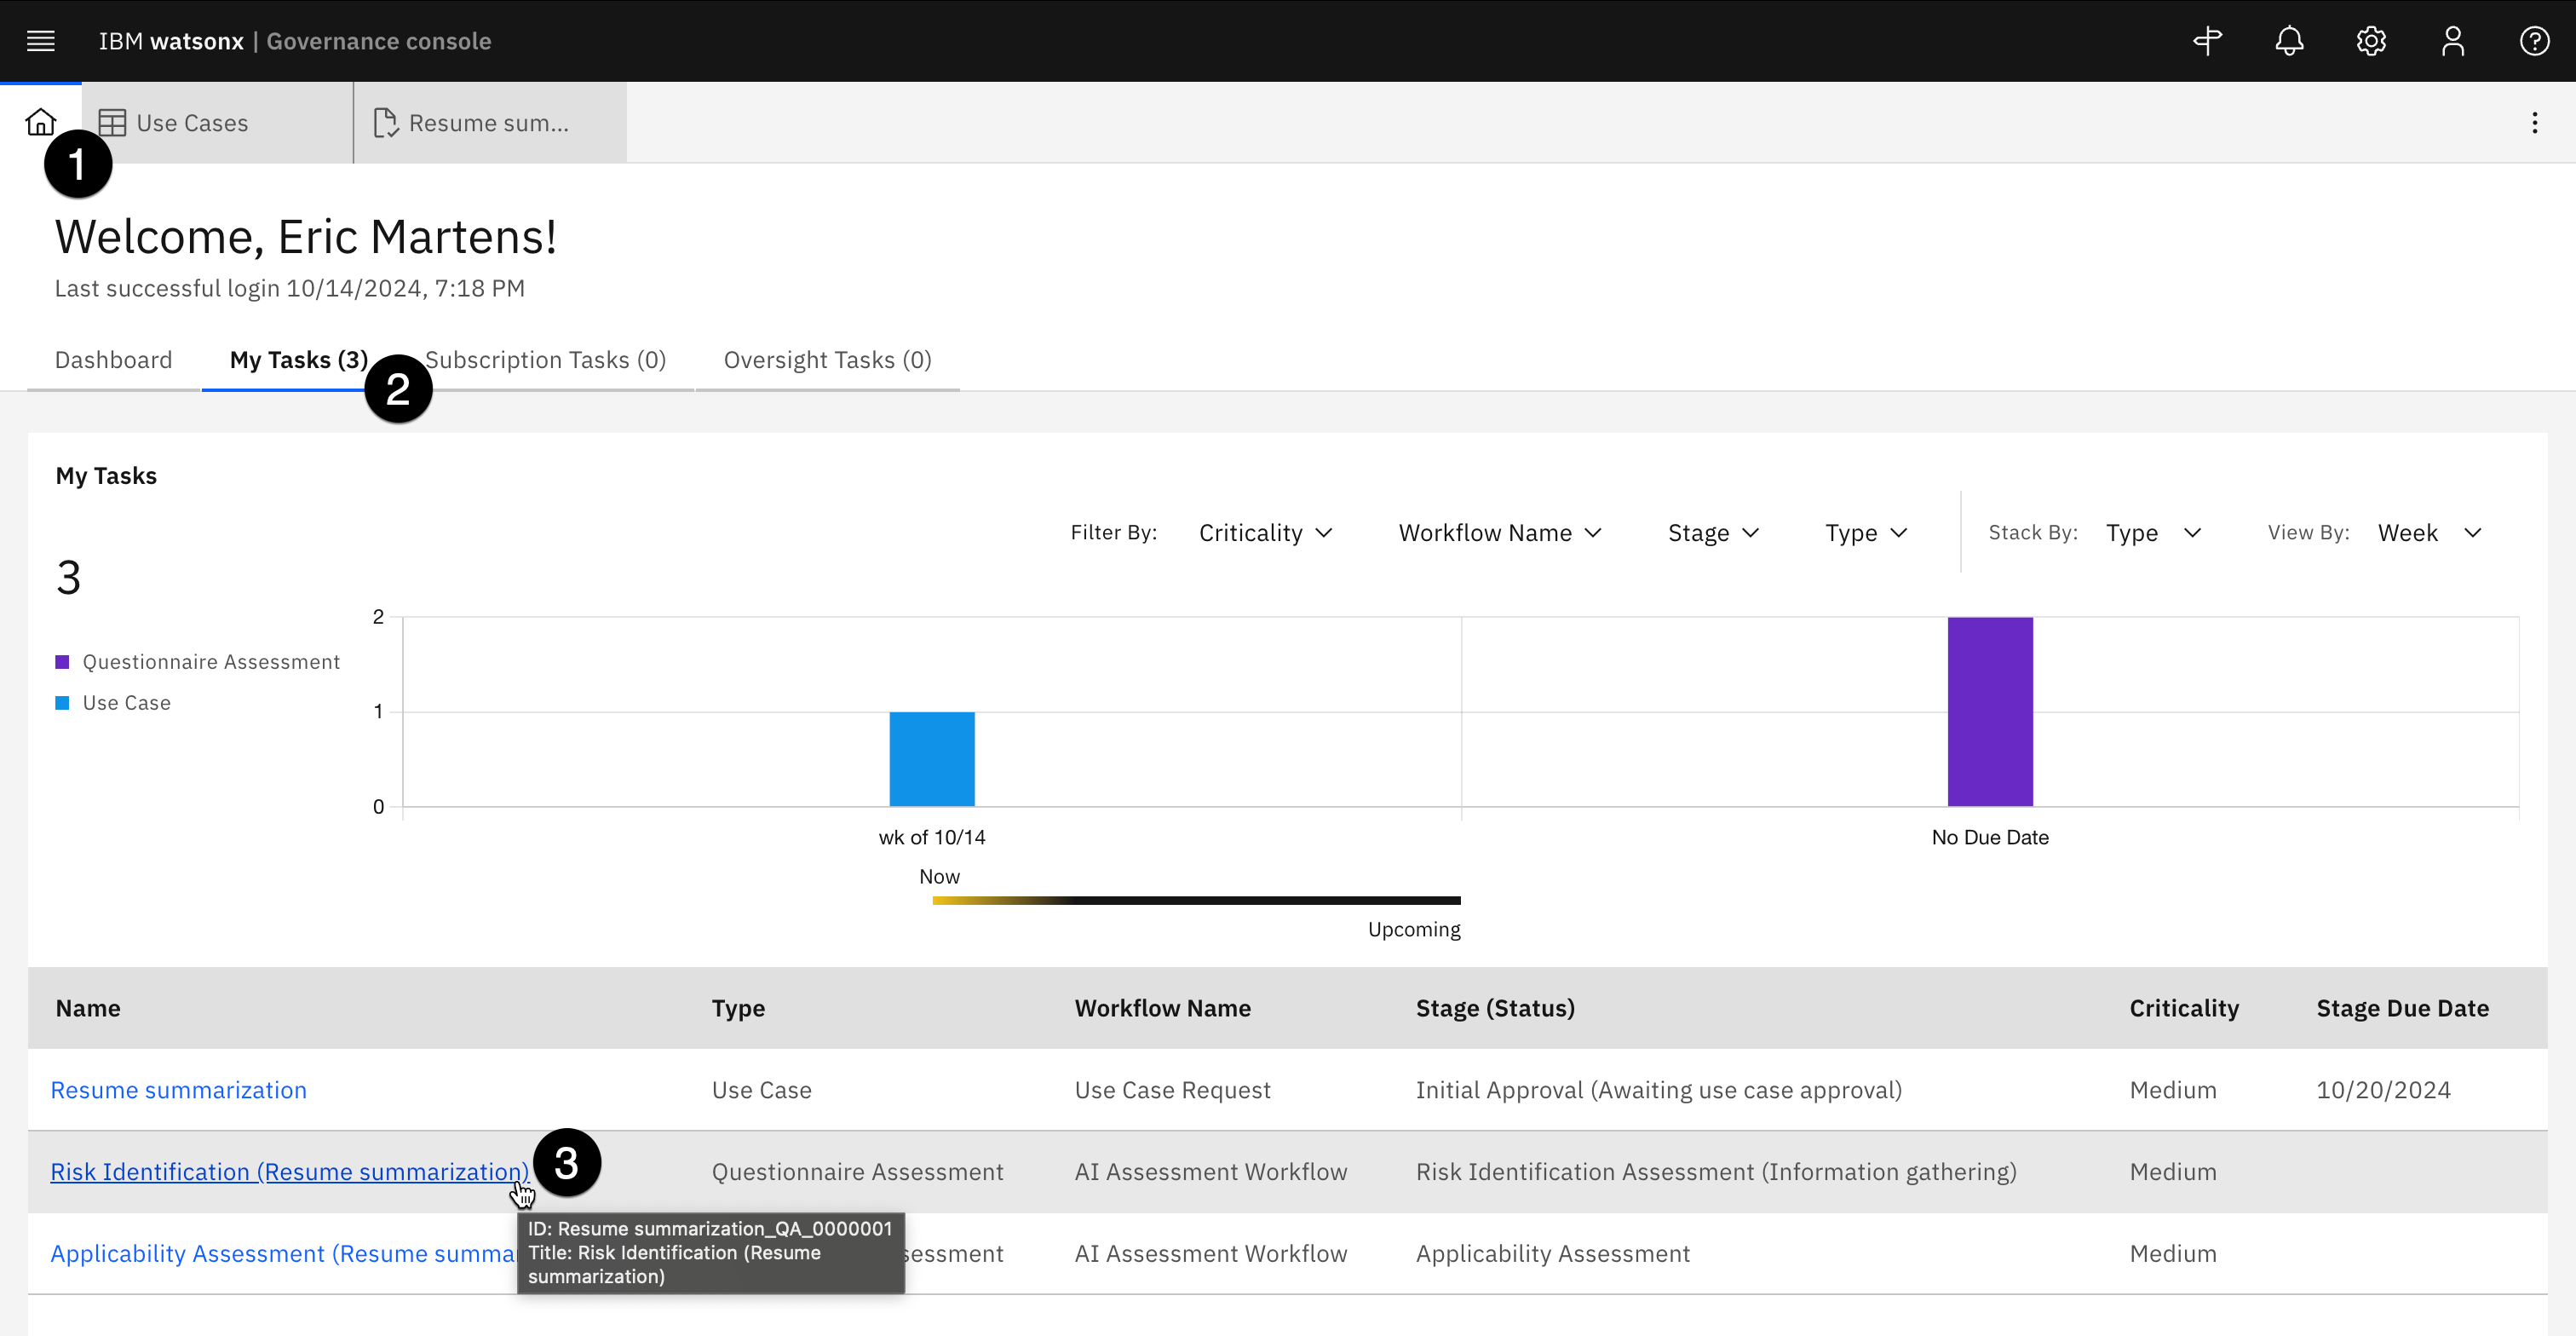 IBM watsonx | Governance console
Use Cases
Resume sum...
1
Welcome, Eric Martens!
Last successful login 10/14/2024, 7:18 PM
Dashboard
My Tasks (3)
2
Subscription Tasks (0)
Oversight Tasks (0)
My Tasks
Filter By:
Criticality
Workflow Name
Stage
Type
Stack By:
Type
View By:
Week
3
Questionnaire Assessment
Use Case
2
1
0
wk of 10/14
No Due Date
Now
Upcoming
Name Type Workflow Name Stage (Status) Criticality Stage Due Date
Resume summarization Use Case Use Case Request Initial Approval (Awaiting use case approval) Medium 10/20/2024
Risk Identification (Resume summarization) 3 Questionnaire Assessment AI Assessment Workflow Risk Identification Assessment (Information gathering) Medium
ID: Resume summarization_QA_0000001
Title: Risk Identification (Resume
summarization)
Applicability Assessment (Resume summa sessment AI Assessment Workflow Applicability Assessment Medium